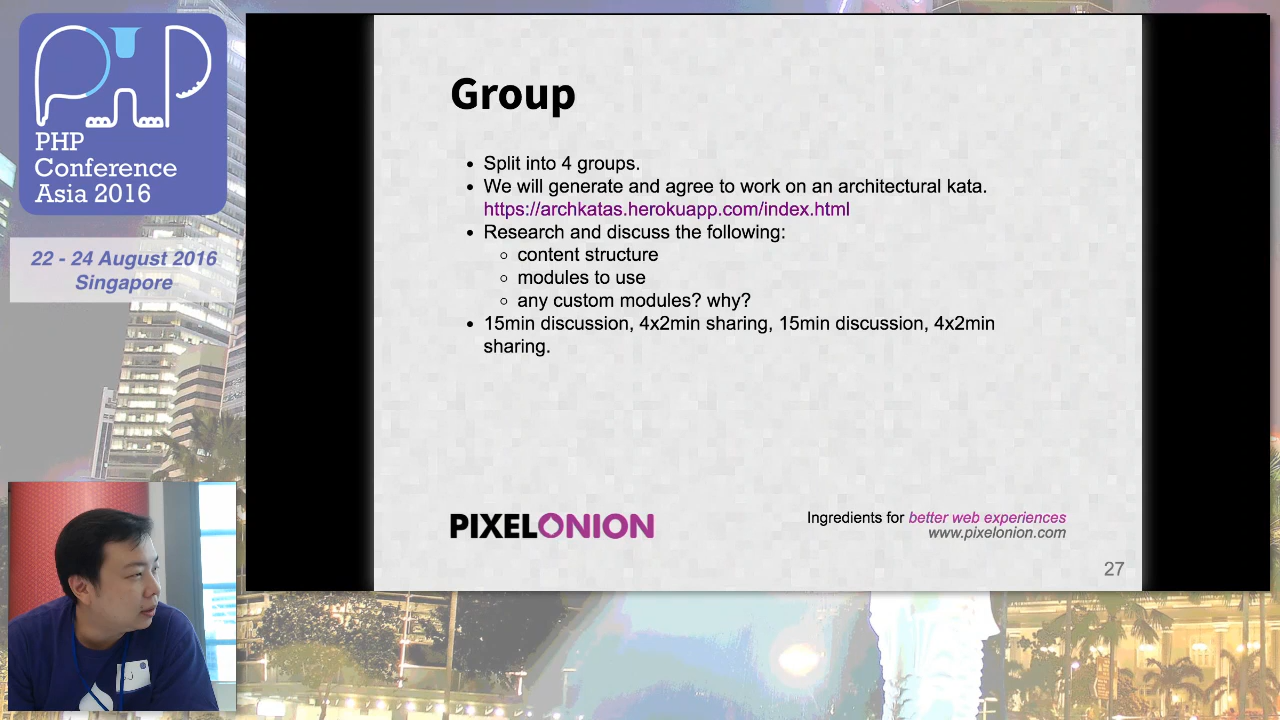 PHP
Conference
Asia 2016
22 - 24 August 2016
Singapore
Group
• Split into 4 groups.
• We will generate and agree to work on an architectural kata.
https://archkatas.herokuapp.com/index.html
• Research and discuss the following:
◦ content structure
◦ modules to use
◦ any custom modules? why?
• 15min discussion, 4x2min sharing, 15min discussion, 4x2min
sharing.
PIXELONION
Ingredients for better web experiences
www.pixelonion.com
27